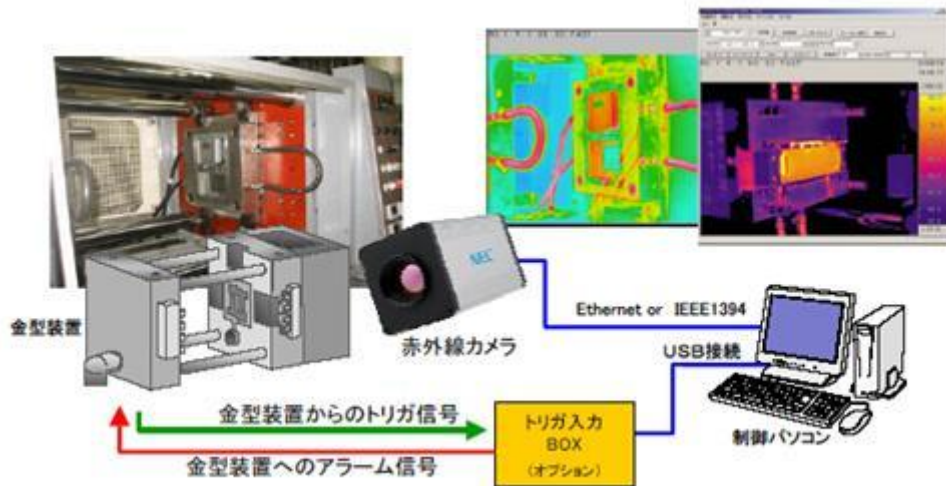 金型装置
NEC
赤外線カメラ
Ethernet or IEEE1394
USB接続
制御パソコン
金型装置からのトリガ信号
金型装置へのアラーム信号
トリガ入力
BOX
(オプション)